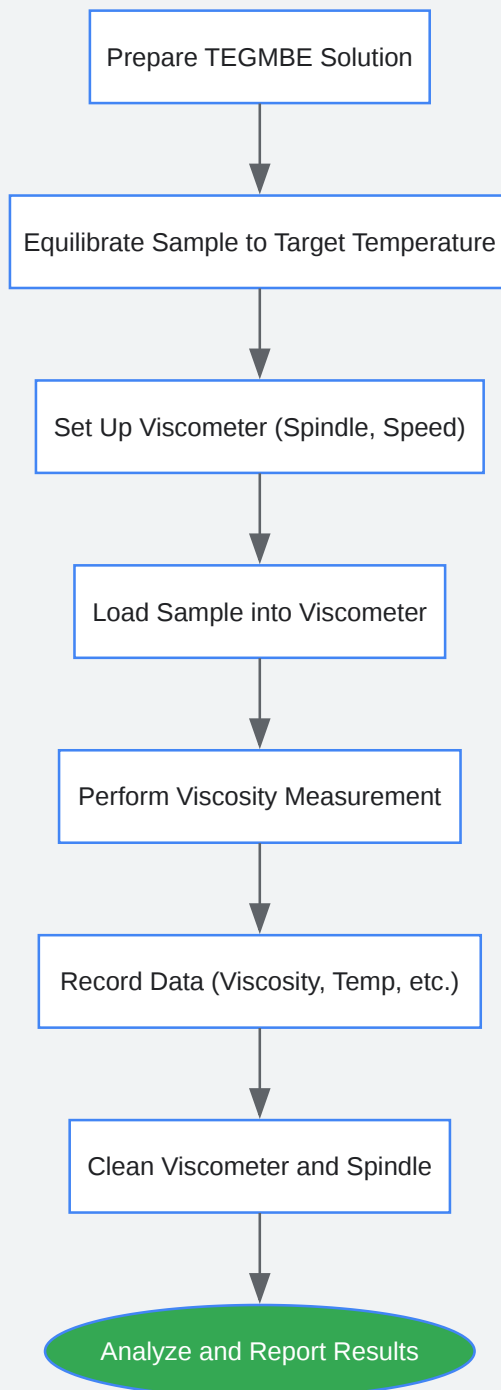 Prepare TEGMBE Solution
Equilibrate Sample to Target Temperature
Set Up Viscometer (Spindle, Speed)
Load Sample into Viscometer
Perform Viscosity Measurement
Record Data (Viscosity, Temp, etc.)
Clean Viscometer and Spindle
Analyze and Report Results